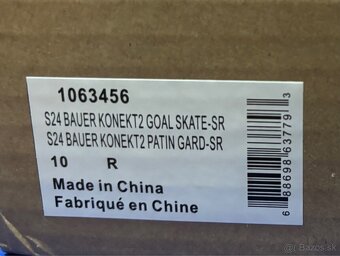 1063456
S24 BAUER KONEKT2 GOAL SKATE-SR
S24 BAUER KONEKT2 PATIN GARD-SR
10 R
Made in China
Fabriqué en Chine
6 88698 63779 3
© Bazos.sk